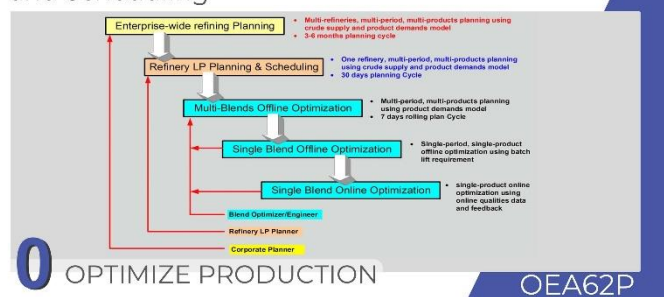 Enterprise-wide refining Planning
• Multi-refineries, multi-period, multi-products planning using
crude supply and product demands model
• 3-6 months planning cycle
Refinery LP Planning & Scheduling
• One refinery, multi-period, multi-products planning
using crude supply and product demands model
• 30 days planning Cycle
Multi-Blends Offline Optimization
• Multi-period, multi-products planning
using product demands model
• 7 days rolling plan Cycle
Single Blend Offline Optimization
• Single-period, single-product
offline optimization using batch
lift requirement
Single Blend Online Optimization
• single-product online
optimization using
online qualities data
and feedback
Blend Optimizer/Engineer
Refinery LP Planner
Corporate Planner
0 OPTIMIZE PRODUCTION
OEA62P